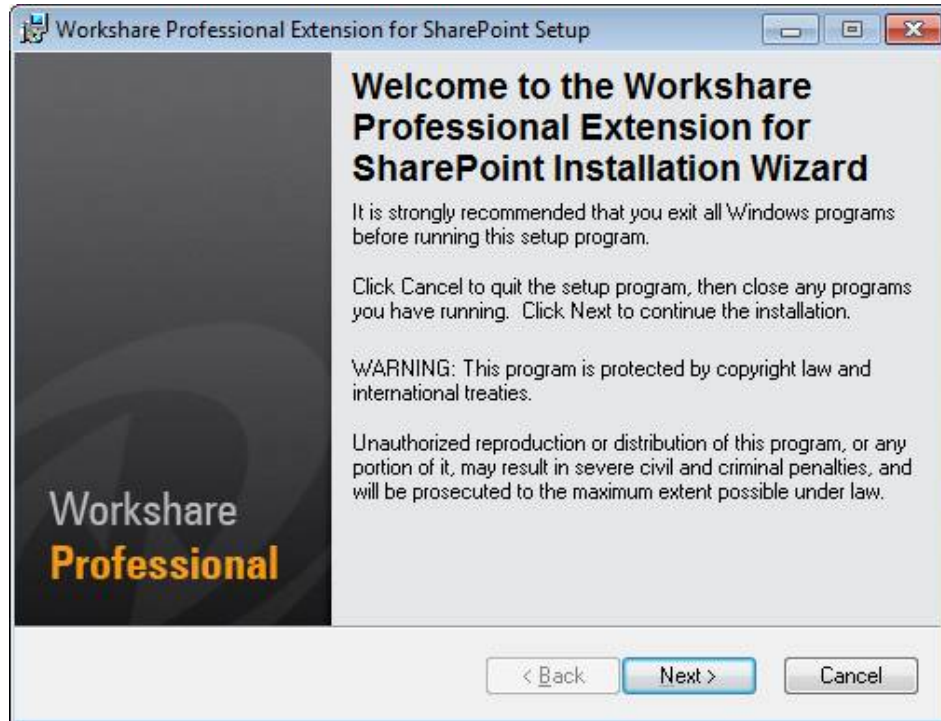 Workshare Professional Extension for SharePoint Setup
Welcome to the Workshare
Professional Extension for
SharePoint Installation Wizard
It is strongly recommended that you exit all Windows programs
before running this setup program.
Click Cancel to quit the setup program, then close any programs
you have running.  Click Next to continue the installation.
WARNING: This program is protected by copyright law and
international treaties.
Unauthorized reproduction or distribution of this program, or any
portion of it, may result in severe civil and criminal penalties, and
will be prosecuted to the maximum extent possible under law.
Workshare
Professional
< Back
Next >
Cancel